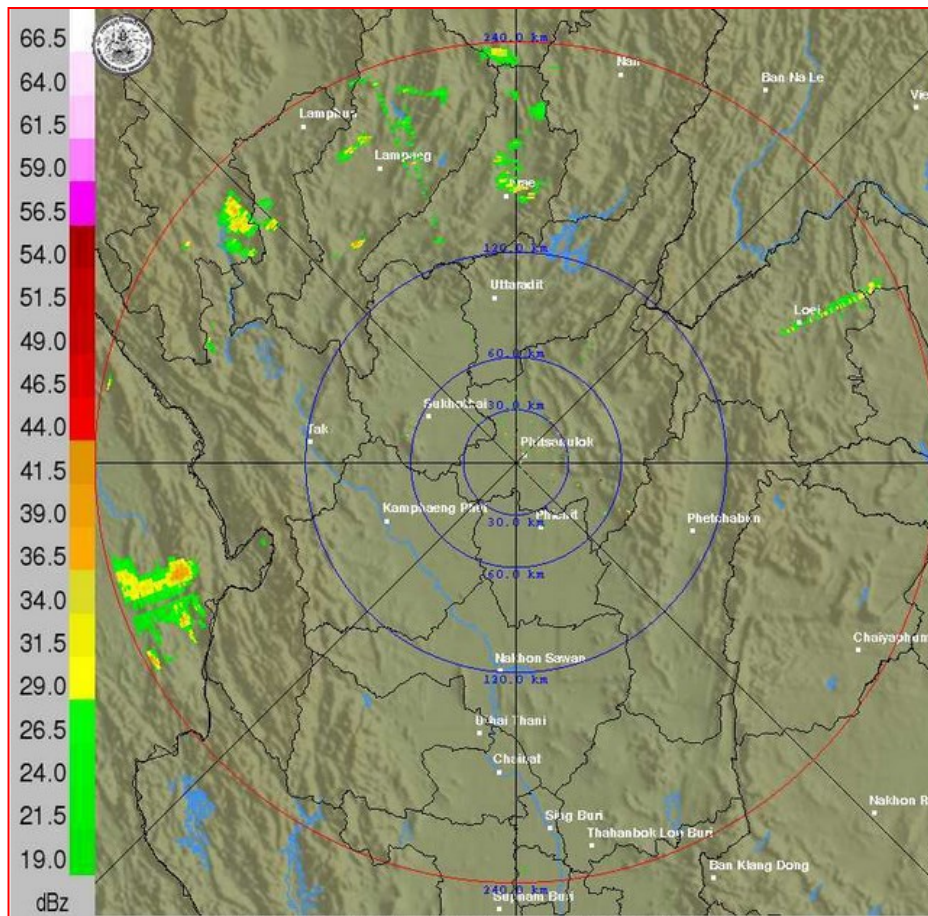 66.5
64.0
61.5
59.0
56.5
54.0
51.5
49.0
46.5
44.0
41.5
39.0
36.5
34.0
31.5
29.0
26.5
24.0
21.5
19.0
dBz
240.0 km
Nan
Ban Na Le
Lamphun
Lampang
120.0 km
Uttaradit
Loei
60.0 km
30.0 km
Sukhothai
Tak
Phitsanulok
Kamphaeng Phet
Phichit
30.0 km
Phetchabun
60.0 km
Chaiyaphum
Nakhon Sawan
120.0 km
Uthai Thani
Chainat
Nakhon R
Sing Buri
Thahanbok Lop Buri
Ban Klang Dong
240.0 km
Suphan Buri